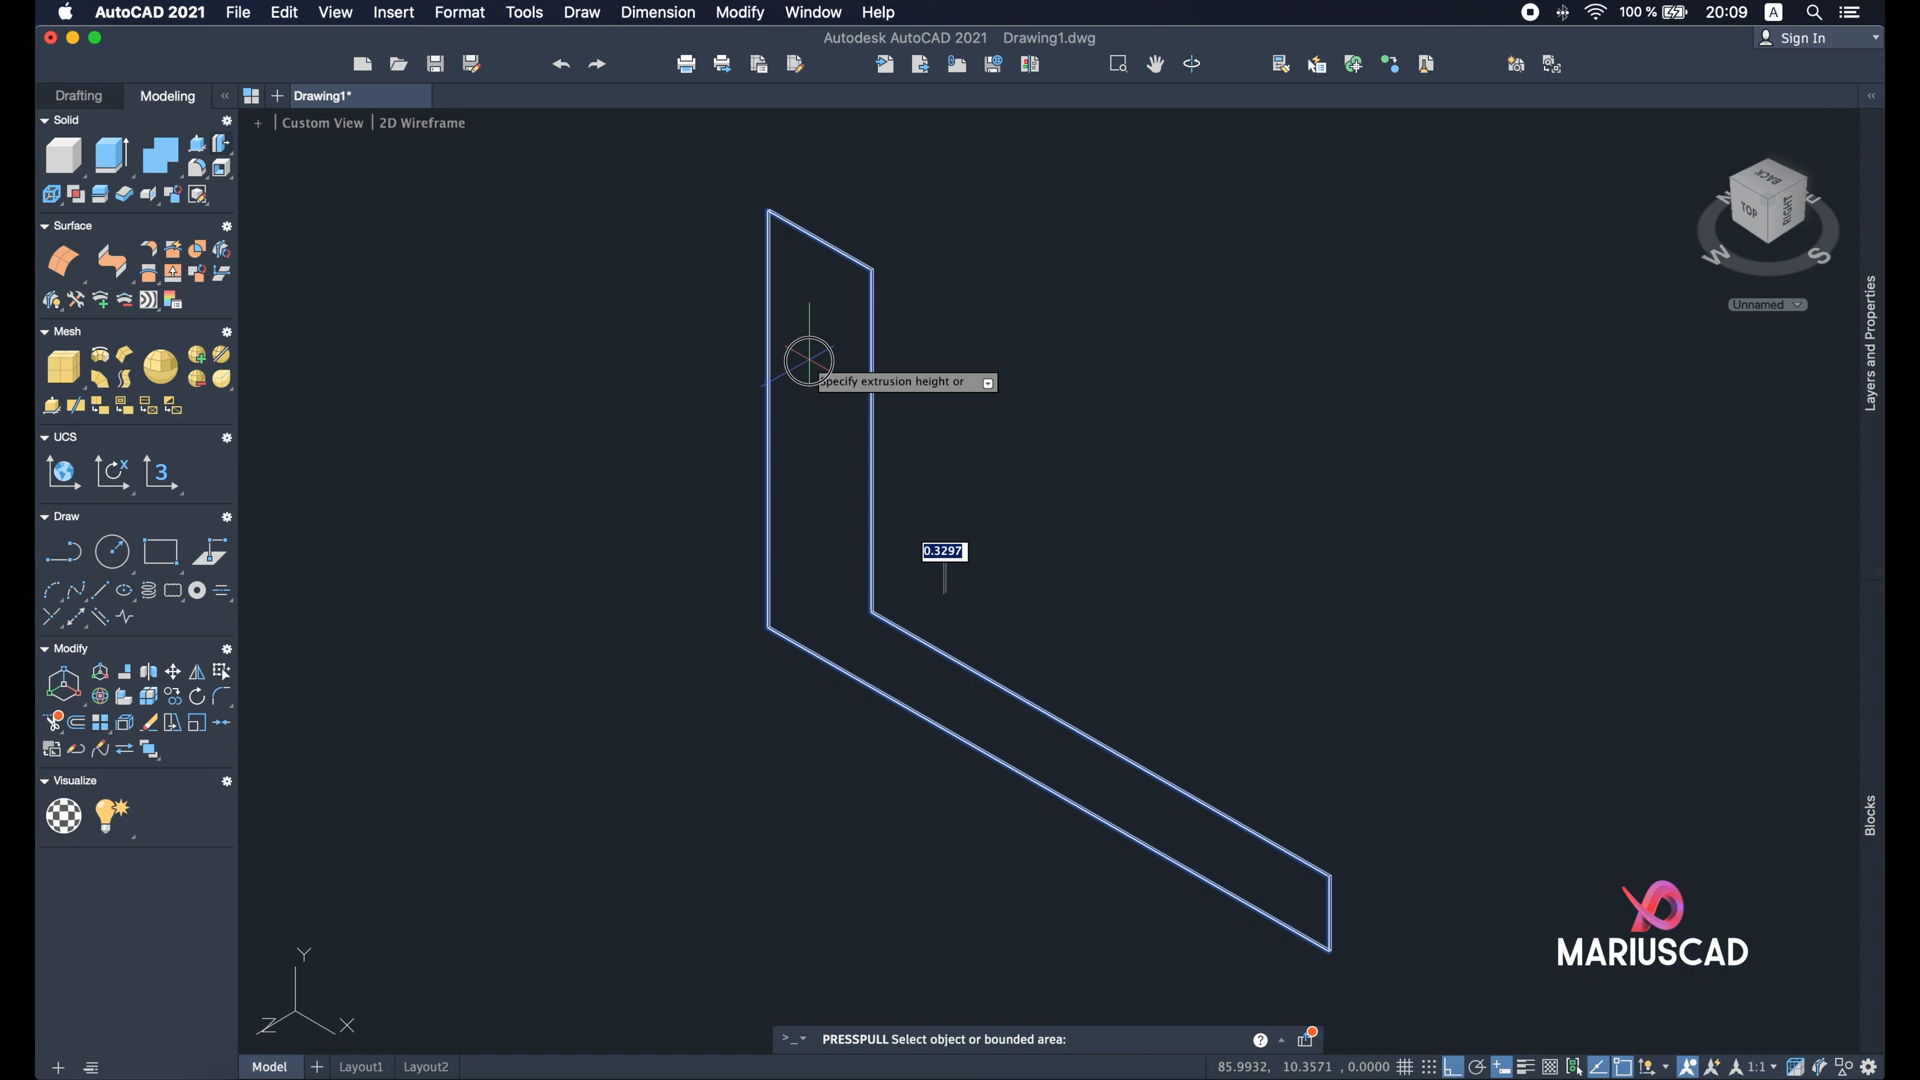 AutoCAD 2021 File Edit View Insert Format Tools Draw Dimension Modify Window Help 100 % 20:09 A
Autodesk AutoCAD 2021 Drawing1.dwg
Sign In
Drafting Modeling Drawing1*
+ Custom View 2D Wireframe
Solid
Surface
Mesh
UCS
X
3
Draw
Modify
Visualize
BACK
TOP
RIGHT
W
S
Unnamed
Layers and Properties
Blocks
Specify extrusion height or
0.3297
Y
Z
X
MARIUSCAD
PRESSPULL Select object or bounded area:
Model + Layout1 Layout2 85.9932, 10.3571 , 0.0000 1:1